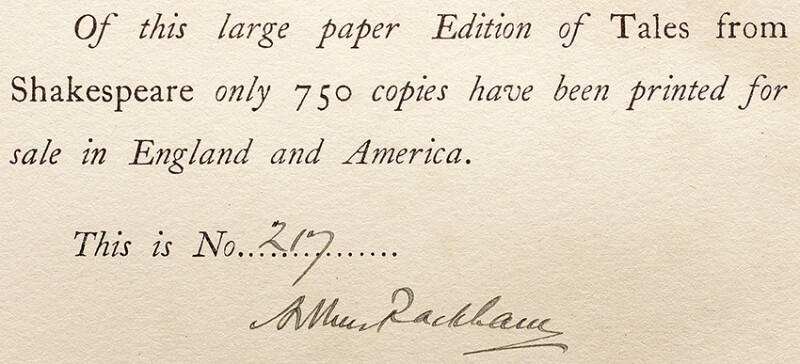 Of this large paper Edition of Tales from
Shakespeare only 750 copies have been printed for
sale in England and America.
This is No..217..............
Arthur Rackham